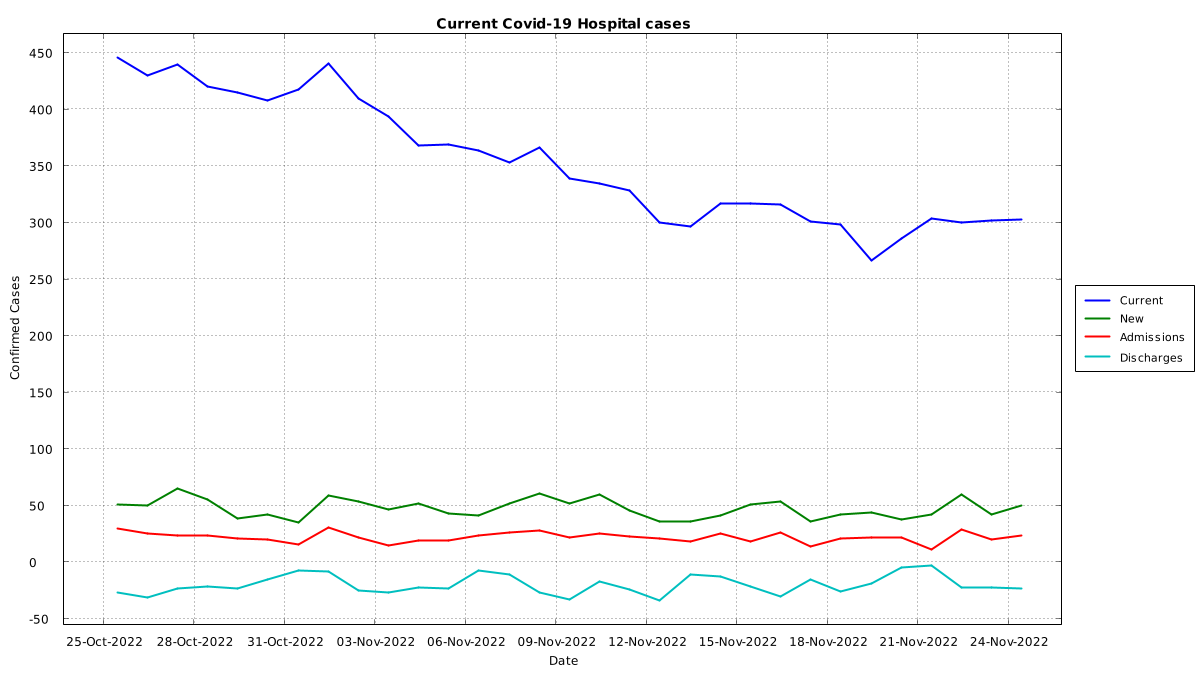 Current Covid-19 Hospital cases
Confirmed Cases
450
400
350
300
250
200
150
100
50
0
-50
25-Oct-2022 28-Oct-2022 31-Oct-2022 03-Nov-2022 06-Nov-2022 09-Nov-2022 12-Nov-2022 15-Nov-2022 18-Nov-2022 21-Nov-2022 24-Nov-2022
Date
Current
New
Admissions
Discharges